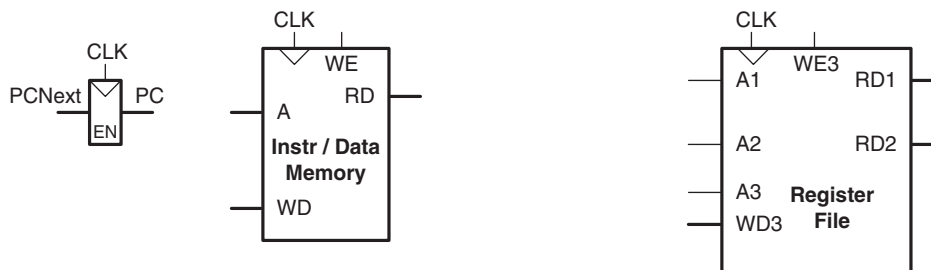 CLK
PCNext
PC
EN
CLK
WE
RD
A
Instr / Data
Memory
WD
CLK
WE3
A1
RD1
A2
RD2
A3
Register
File
WD3